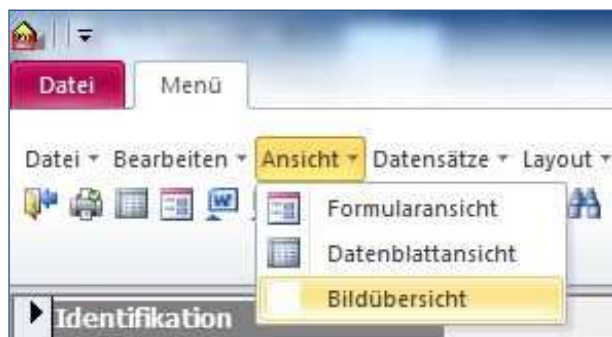 Datei Menü
Datei Bearbeiten Ansicht Datensätze Layout
Formularansicht
Datenblattansicht
Bildübersicht
Identifikation